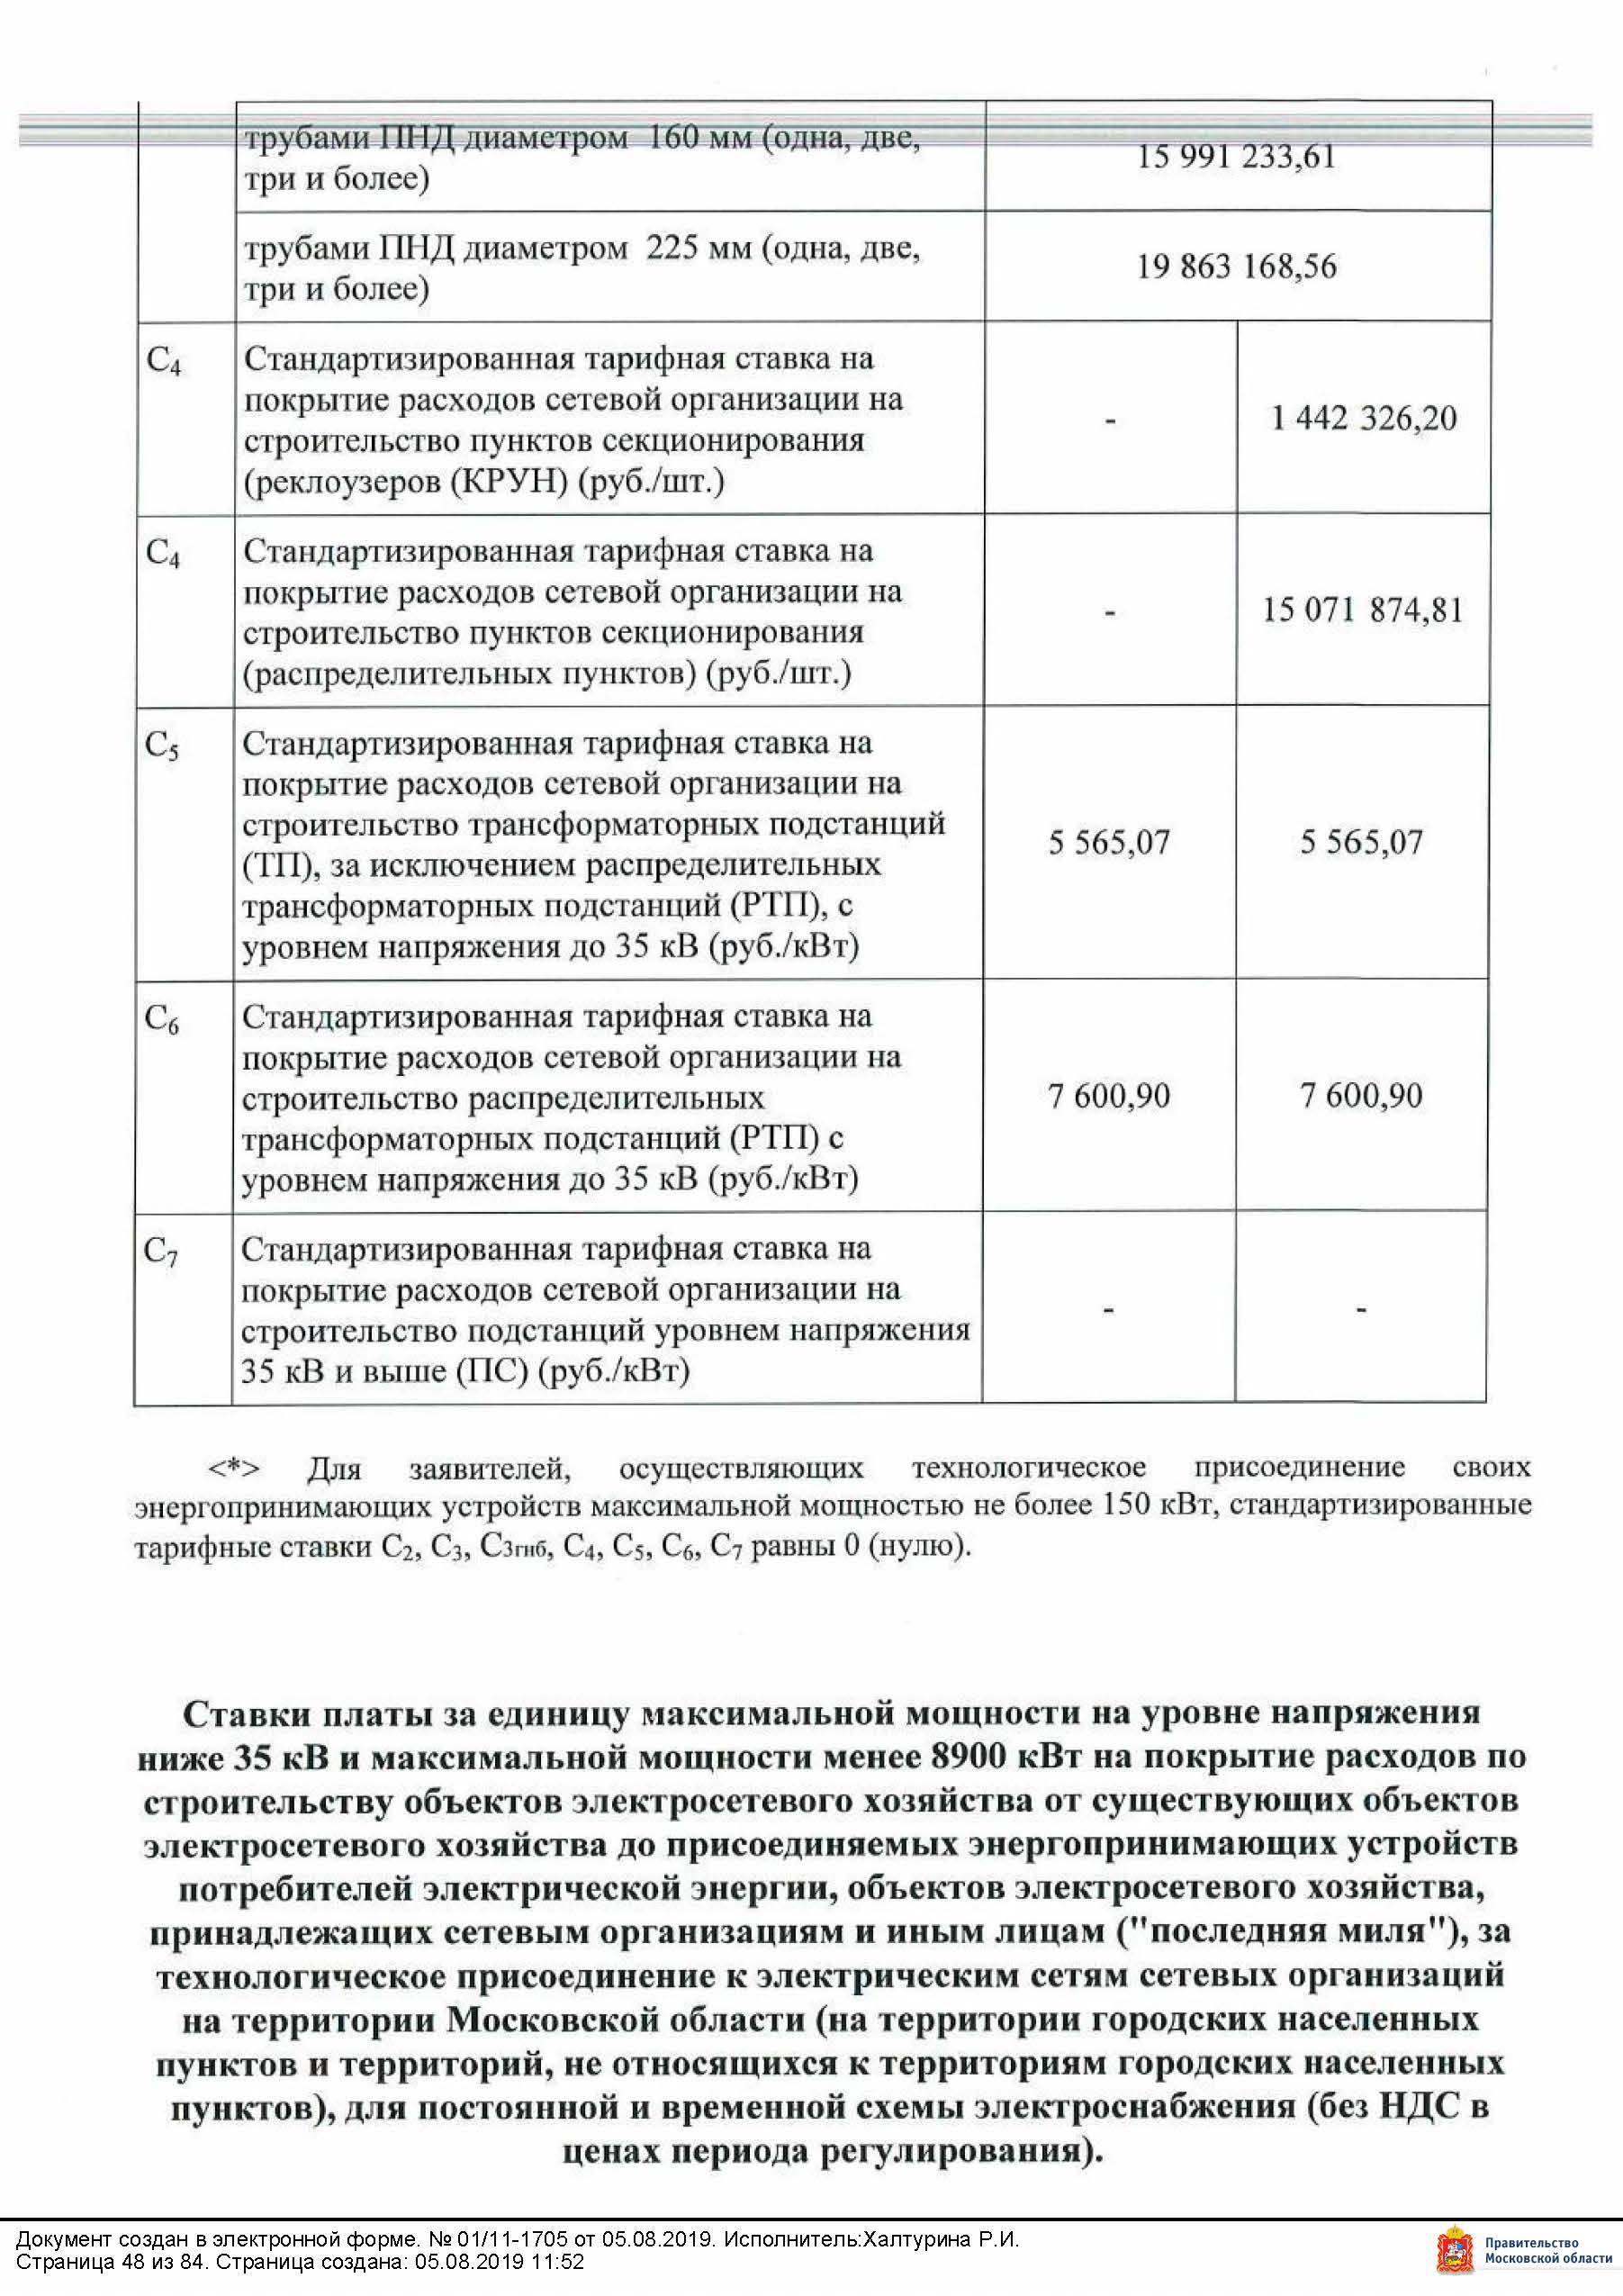 трубами ПНД диаметром 160 мм (одна, две,
три и более)
15 991 233,61
трубами ПНД диаметром 225 мм (одна, две,
три и более)
19 863 168,56
С4
Стандартизированная тарифная ставка на
покрытие расходов сетевой организации на
строительство пунктов секционирования
(реклоузеров (КРУН) (руб./шт.)
-
1 442 326,20
С4
Стандартизированная тарифная ставка на
покрытие расходов сетевой организации на
строительство пунктов секционирования
(распределительных пунктов) (руб./шт.)
-
15 071 874,81
С5
Стандартизированная тарифная ставка на
покрытие расходов сетевой организации на
строительство трансформаторных подстанций
(ТП), за исключением распределительных
трансформаторных подстанций (РТП), с
уровнем напряжения до 35 кВ (руб./кВт)
5 565,07
5 565,07
С6
Стандартизированная тарифная ставка на
покрытие расходов сетевой организации на
строительство распределительных
трансформаторных подстанций (РТП) с
уровнем напряжения до 35 кВ (руб./кВт)
7 600,90
7 600,90
С7
Стандартизированная тарифная ставка на
покрытие расходов сетевой организации на
строительство подстанций уровнем напряжения
35 кВ и выше (ПС) (руб./кВт)
-
-
<*> Для заявителей, осуществляющих технологическое присоединение своих
энергопринимающих устройств максимальной мощностью не более 150 кВт, стандартизированные
тарифные ставки С2, С3, С3гнб, С4, С5, С6, С7 равны 0 (нулю).
Ставки платы за единицу максимальной мощности на уровне напряжения
ниже 35 кВ и максимальной мощности менее 8900 кВт на покрытие расходов по
строительству объектов электросетевого хозяйства от существующих объектов
электросетевого хозяйства до присоединяемых энергопринимающих устройств
потребителей электрической энергии, объектов электросетевого хозяйства,
принадлежащих сетевым организациям и иным лицам ("последняя миля"), за
технологическое присоединение к электрическим сетям сетевых организаций
на территории Московской области (на территории городских населенных
пунктов и территорий, не относящихся к территориям городских населенных
пунктов), для постоянной и временной схемы электроснабжения (без НДС в
ценах периода регулирования).
Документ создан в электронной форме. № 01/11-1705 от 05.08.2019. Исполнитель:Халтурина Р.И.
Страница 48 из 84. Страница создана: 05.08.2019 11:52
Правительство
Московской области